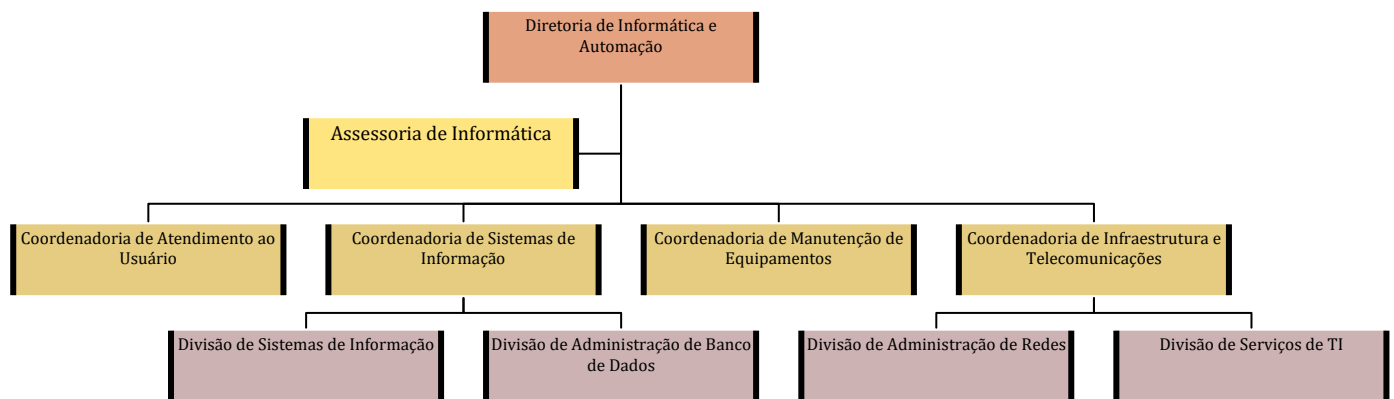 Diretoria de Informática e
Automação
Assessoria de Informática
Coordenadoria de Atendimento ao
Usuário
Coordenadoria de Sistemas de
Informação
Coordenadoria de Manutenção de
Equipamentos
Coordenadoria de Infraestrutura e
Telecomunicações
Divisão de Sistemas de Informação
Divisão de Administração de Banco
de Dados
Divisão de Administração de Redes
Divisão de Serviços de TI